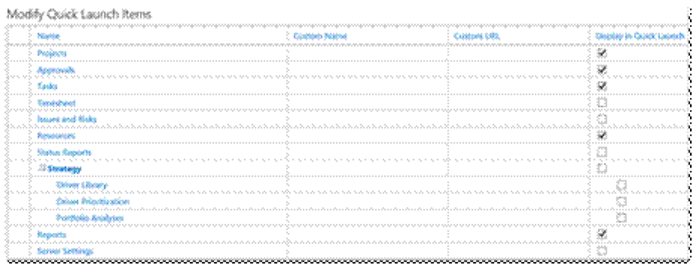 Modify Quick Launch Items
Name Custom Name Custom URL Display in Quick Launch
Projects
Approvals
Tasks
Timesheet
Issues and Risks
Resources
Status Reports
Strategy
Driver Library
Driver Prioritization
Portfolio Analyses
Reports
Server Settings